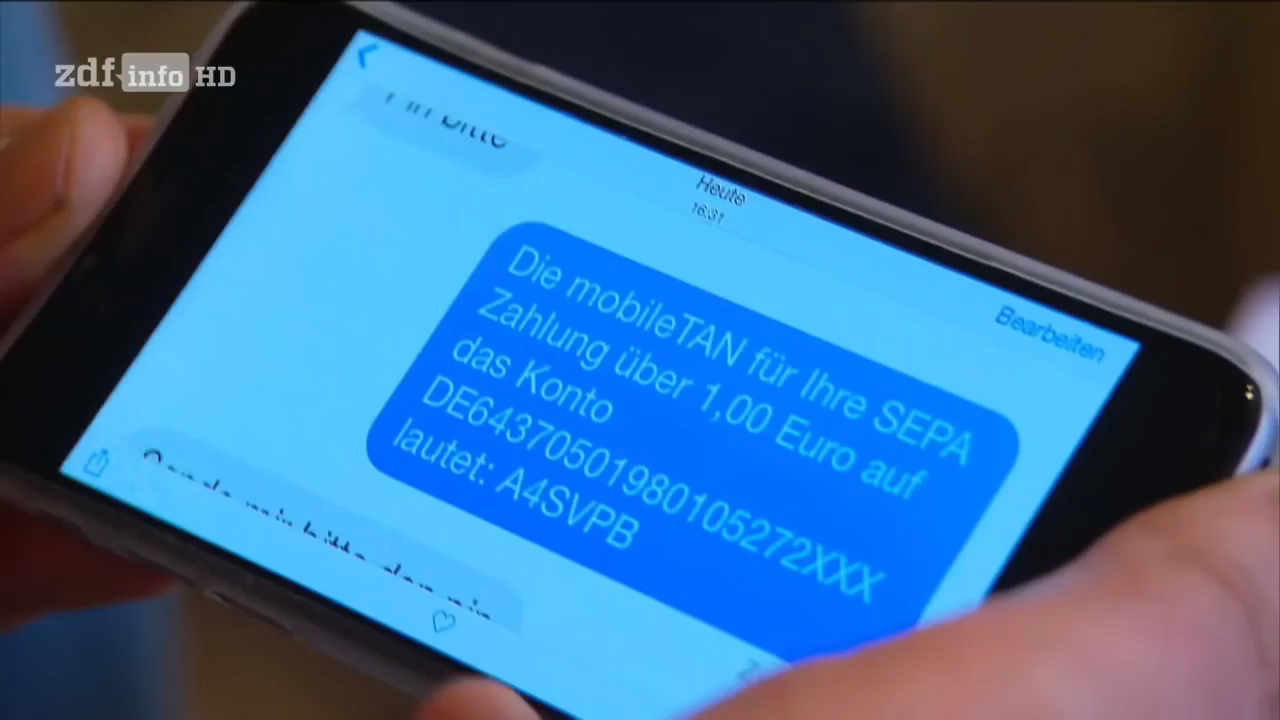 zdf info HD
Bitte
Heute
16:31
Bearbeiten
Die mobileTAN für Ihre SEPA
Zahlung über 1,00 Euro auf
das Konto
DE64370501980105272XXX
lautet: A4SVPB